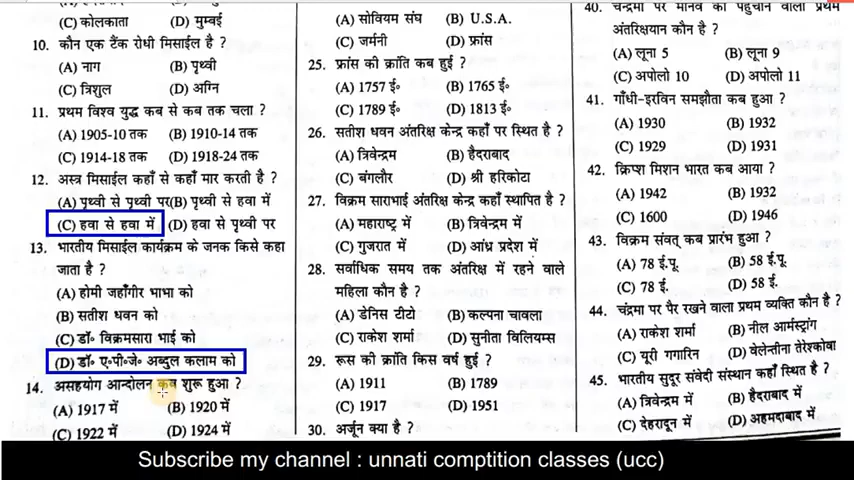 (C) कोलकाता (D) मुम्बई
10. कौन एक टैंक रोधी मिसाईल है ?
(A) नाग (B) पृथ्वी
(C) त्रिशुल (D) अग्नि
11. प्रथम विश्व युद्ध कब से कब तक चला ?
(A) 1905-10 तक (B) 1910-14 तक
(C) 1914-18 तक (D) 1918-24 तक
12. अस्त्र मिसाईल कहाँ से कहाँ मार करती है ?
(A) पृथ्वी से पृथ्वी पर (B) पृथ्वी से हवा में
(C) हवा से हवा में (D) हवा से पृथ्वी पर
13. भारतीय मिसाईल कार्यक्रम के जनक किसे कहा
जाता है ?
(A) होमी जहाँगीर भाभा को
(B) सतीश धवन को
(C) डॉ॰ विक्रमसारा भाई को
(D) डॉ॰ ए॰पी॰जे॰ अब्दुल कलाम को
14. असहयोग आन्दोलन कब शुरू हुआ ?
(A) 1917 में (B) 1920 में
(C) 1922 में (D) 1924 में
(A) सोवियम संघ (B) U.S.A.
(C) जर्मनी (D) फ्रांस
25. फ्रांस की क्रांति कब हुई ?
(A) 1757 ई॰ (B) 1765 ई॰
(C) 1789 ई॰ (D) 1813 ई॰
26. सतीश धवन अंतरिक्ष केन्द्र कहाँ पर स्थित है ?
(A) त्रिवेन्द्रम (B) हैदराबाद
(C) बंगलौर (D) श्री हरिकोटा
27. विक्रम साराभाई अंतरिक्ष केन्द्र कहाँ स्थापित है ?
(A) महाराष्ट्र में (B) त्रिवेन्द्रम में
(C) गुजरात में (D) आंध्र प्रदेश में
28. सर्वाधिक समय तक अंतरिक्ष में रहने वाले
महिला कौन है ?
(A) डेनिस टीटो (B) कल्पना चावला
(C) राकेश शर्मा (D) सुनीता विलियम्स
29. रूस की क्रांति किस वर्ष हुई ?
(A) 1911 (B) 1789
(C) 1917 (D) 1951
30. अर्जून क्या है ?
40. चन्द्रमा पर मानव को पहुँचाने वाला प्रथम
अंतरिक्षयान कौन है ?
(A) लूना 5 (B) लूना 9
(C) अपोलो 10 (D) अपोलो 11
41. गाँधी-इरविन समझौता कब हुआ ?
(A) 1930 (B) 1932
(C) 1929 (D) 1931
42. क्रिप्श मिशन भारत कब आया
(A) 1942 (B) 1932
(C) 1600 (D) 1946
43. विक्रम संवत् कब प्रारंभ हुआ ?
(A) 78 ई.पू. (B) 58 ई.पू.
(C) 78 ई. (D) 58 ई.
44. चंद्रमा पर पैर रखने वाला प्रथम व्यक्ति कौन है ?
(A) राकेश शर्मा (B) नील आर्मस्ट्रांग
(C) यूरी गगारिन (D) वेलेन्तीना तेरेश्कोवा
45. भारतीय सुदूर संवेदी संस्थान कहाँ स्थित है ?
(A) त्रिवेन्द्रम में (B) हैदराबाद में
(C) देहरादून में (D) अहमदाबाद में
Subscribe my channel : unnati comptition classes (ucc)